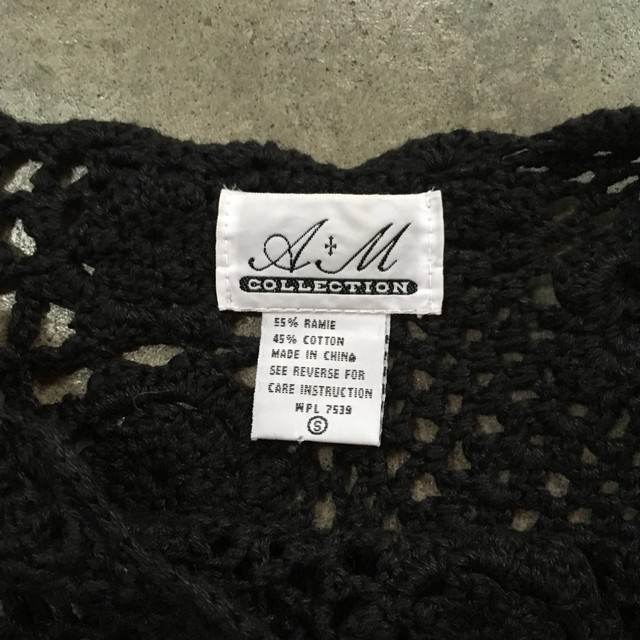 A+M
COLLECTION
55% RAMIE
45% COTTON
MADE IN CHINA
SEE REVERSE FOR
CARE INSTRUCTION
WPL 7539
S